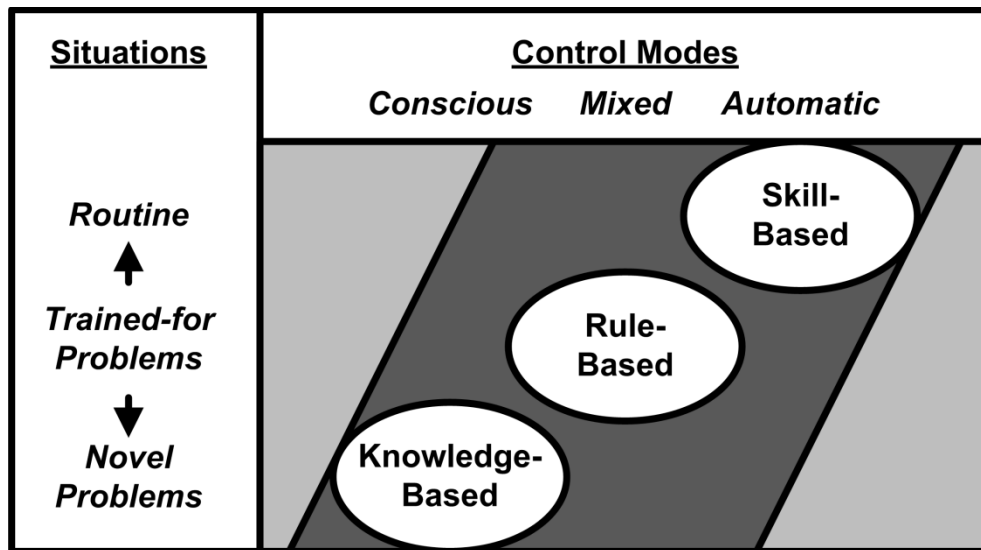 Situations
Control Modes
Conscious Mixed Automatic
Routine
Trained-for
Problems
Novel
Problems
Skill-
Based
Rule-
Based
Knowledge-
Based